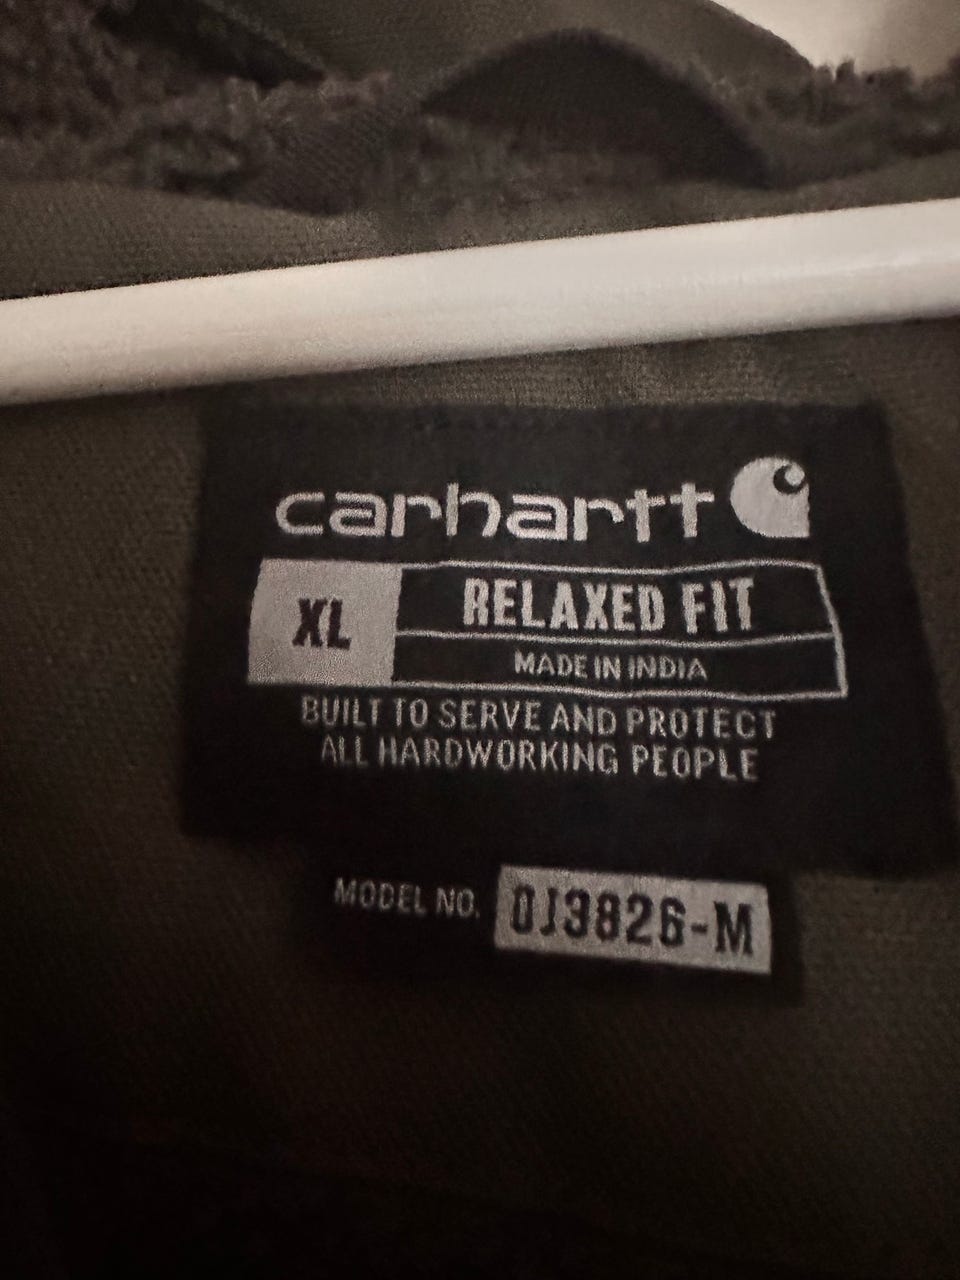 carhartt
XL
RELAXED FIT
MADE IN INDIA
BUILT TO SERVE AND PROTECT
ALL HARDWORKING PEOPLE
MODEL NO. OJ3826-M